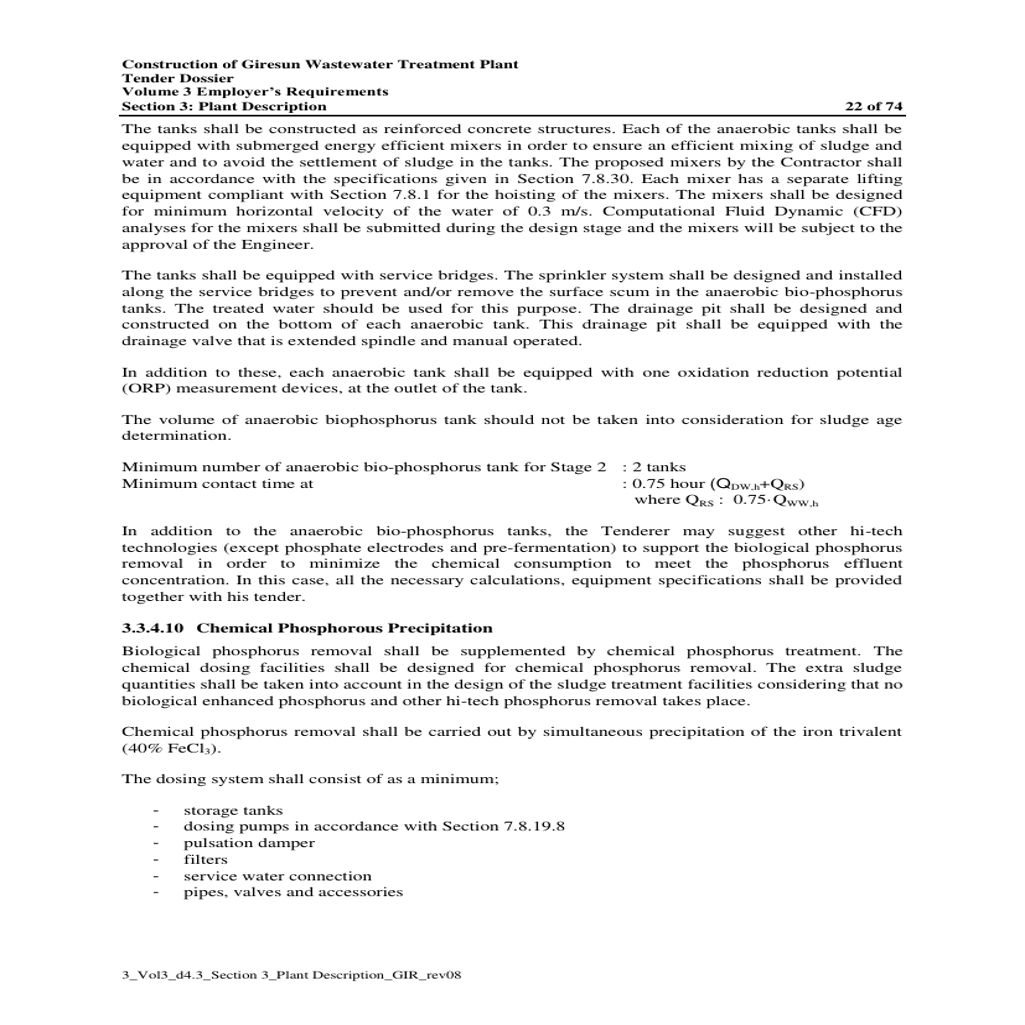 Construction of Giresun Wastewater Treatment Plant
Tender Dossier
Volume 3 Employer's Requirements
Section 3: Plant Description 22 of 74
The tanks shall be constructed as reinforced concrete structures. Each of the anaerobic tanks shall be
equipped with submerged energy efficient mixers in order to ensure an efficient mixing of sludge and
water and to avoid the settlement of sludge in the tanks. The proposed mixers by the Contractor shall
be in accordance with the specifications given in Section 7.8.30. Each mixer has a separate lifting
equipment compliant with Section 7.8.1 for the hoisting of the mixers. The mixers shall be designed
for minimum horizontal velocity of the water of 0.3 m/s. Computational Fluid Dynamic (CFD)
analyses for the mixers shall be submitted during the design stage and the mixers will be subject to the
approval of the Engineer.
The tanks shall be equipped with service bridges. The sprinkler system shall be designed and installed
along the service bridges to prevent and/or remove the surface scum in the anaerobic bio-phosphorus
tanks. The treated water should be used for this purpose. The drainage pit shall be designed and
constructed on the bottom of each anaerobic tank. This drainage pit shall be equipped with the
drainage valve that is extended spindle and manual operated.
In addition to these, each anaerobic tank shall be equipped with one oxidation reduction potential
(ORP) measurement devices, at the outlet of the tank.
The volume of anaerobic biophosphorus tank should not be taken into consideration for sludge age
determination.
Minimum number of anaerobic bio-phosphorus tank for Stage 2 : 2 tanks
Minimum contact time at : 0.75 hour (QDW,h+QRS)
where QRS : 0.75·QWW,h
In addition to the anaerobic bio-phosphorus tanks, the Tenderer may suggest other hi-tech
technologies (except phosphate electrodes and pre-fermentation) to support the biological phosphorus
removal in order to minimize the chemical consumption to meet the phosphorus effluent
concentration. In this case, all the necessary calculations, equipment specifications shall be provided
together with his tender.
3.3.4.10 Chemical Phosphorous Precipitation
Biological phosphorus removal shall be supplemented by chemical phosphorus treatment. The
chemical dosing facilities shall be designed for chemical phosphorus removal. The extra sludge
quantities shall be taken into account in the design of the sludge treatment facilities considering that no
biological enhanced phosphorus and other hi-tech phosphorus removal takes place.
Chemical phosphorus removal shall be carried out by simultaneous precipitation of the iron trivalent
(40% FeCl₃).
The dosing system shall consist of as a minimum;
- storage tanks
- dosing pumps in accordance with Section 7.8.19.8
- pulsation damper
- filters
- service water connection
- pipes, valves and accessories
3_Vol3_d4.3_Section 3_Plant Description_GIR_rev08